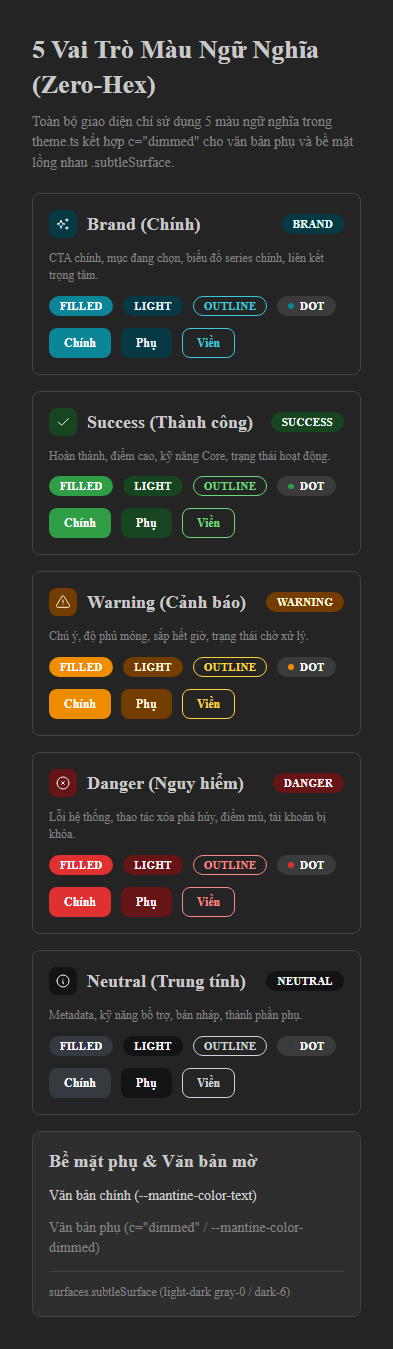 5 Vai Trò Màu Ngữ Nghĩa
(Zero-Hex)
Toàn bộ giao diện chỉ sử dụng 5 màu ngữ nghĩa trong
theme.ts kết hợp c="dimmed" cho văn bản phụ và bề mặt
lồng nhau .subtleSurface.
Brand (Chính)
BRAND
CTA chính, mục đang chọn, biểu đồ series chính, liên kết
trọng tâm.
FILLED LIGHT OUTLINE DOT
Chính Phụ Viền
Success (Thành công)
SUCCESS
Hoàn thành, điểm cao, kỹ năng Core, trạng thái hoạt động.
FILLED LIGHT OUTLINE DOT
Chính Phụ Viền
Warning (Cảnh báo)
WARNING
Chú ý, độ phủ mỏng, sắp hết giờ, trạng thái chờ xử lý.
FILLED LIGHT OUTLINE DOT
Chính Phụ Viền
Danger (Nguy hiểm)
DANGER
Lỗi hệ thống, thao tác xóa phá hủy, điểm mù, tài khoản bị
khóa.
FILLED LIGHT OUTLINE DOT
Chính Phụ Viền
Neutral (Trung tính)
NEUTRAL
Metadata, kỹ năng bổ trợ, bản nháp, thành phần phụ.
FILLED LIGHT OUTLINE DOT
Chính Phụ Viền
Bề mặt phụ & Văn bản mờ
Văn bản chính (--mantine-color-text)
Văn bản phụ (c="dimmed" / --mantine-color-
dimmed)
surfaces.subtleSurface (light-dark gray-0 / dark-6)